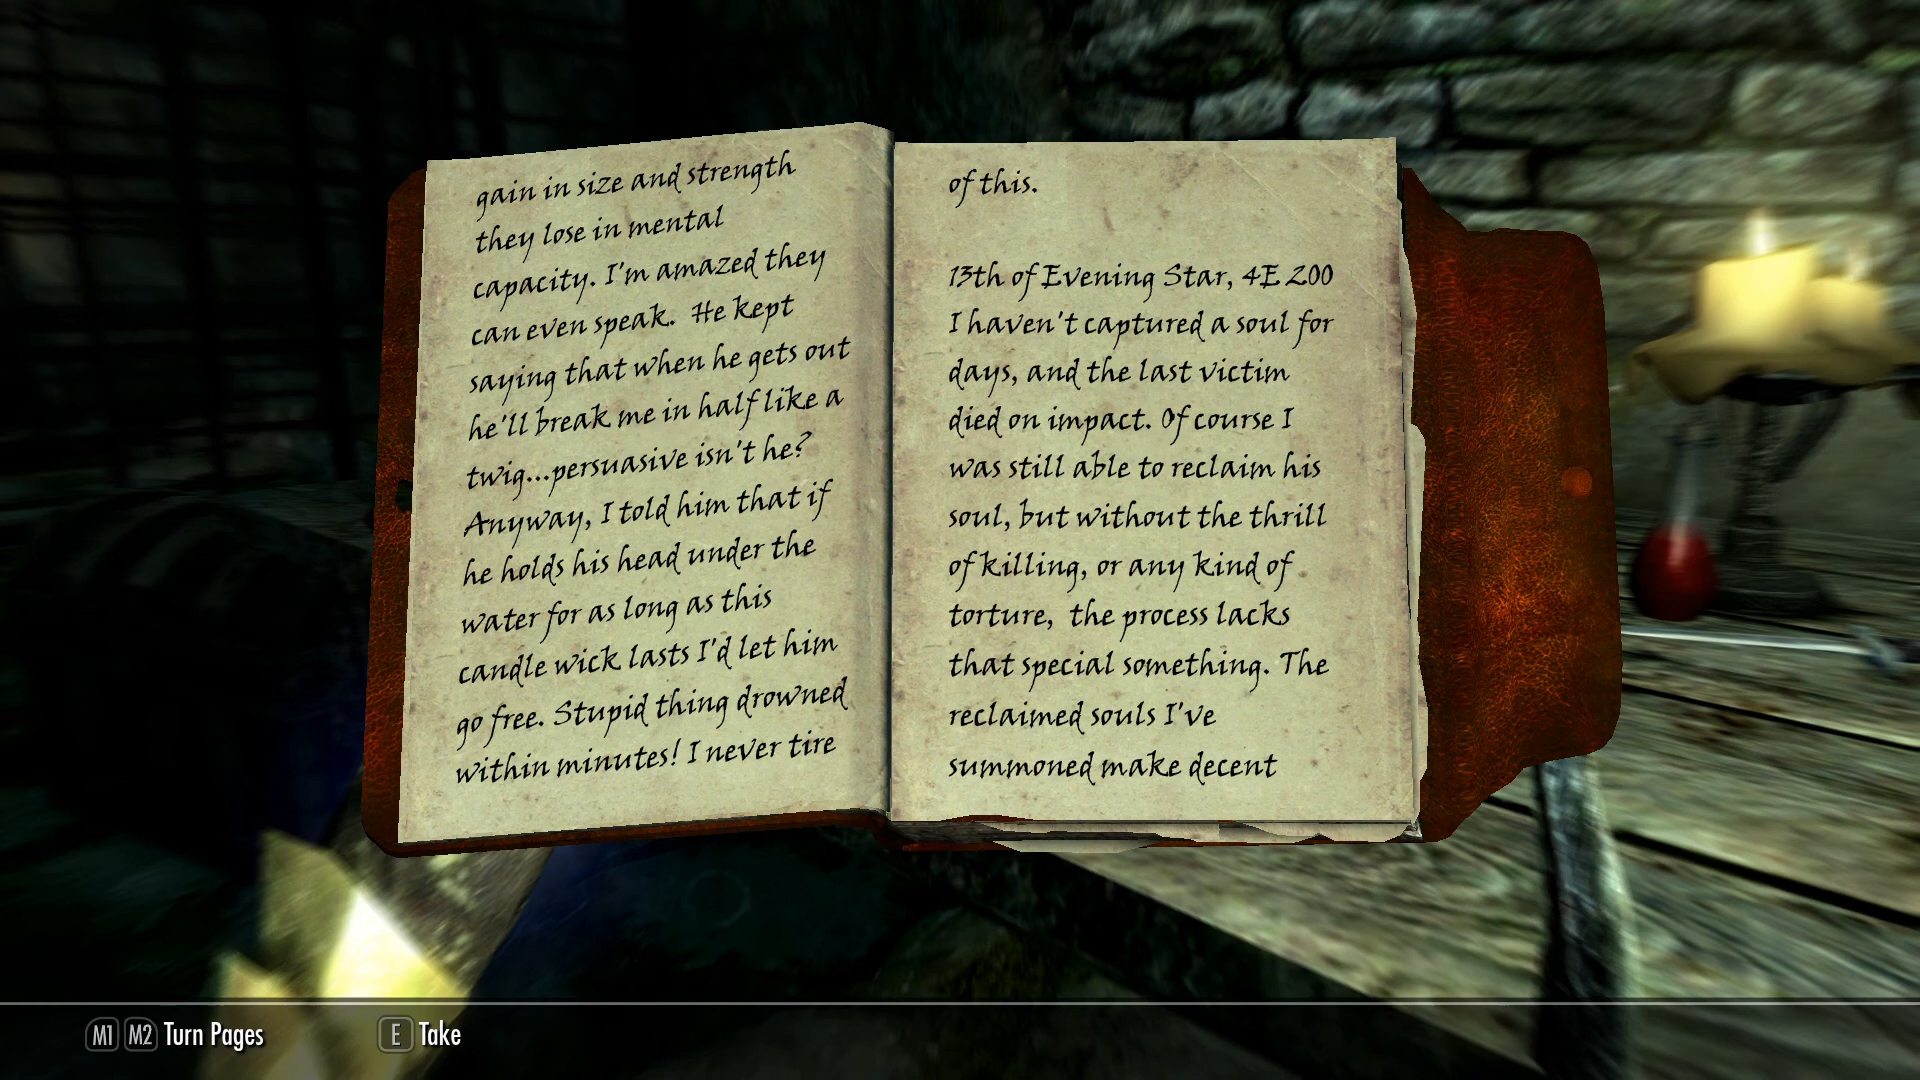 gain in size and strength
they lose in mental
capacity. I'm amazed they
can even speak.  He kept
saying that when he gets out
he'll break me in half like a
twig...persuasive isn't he?
Anyway, I told him that if
he holds his head under the
water for as long as this
candle wick lasts I'd let him
go free. Stupid thing drowned
within minutes! I never tire
of this.
13th of Evening Star, 4E 200
I haven't captured a soul for
days, and the last victim
died on impact. Of course I
was still able to reclaim his
soul, but without the thrill
of killing, or any kind of
torture,  the process lacks
that special something. The
reclaimed souls I've
summoned make decent
M1 M2 Turn Pages
E Take